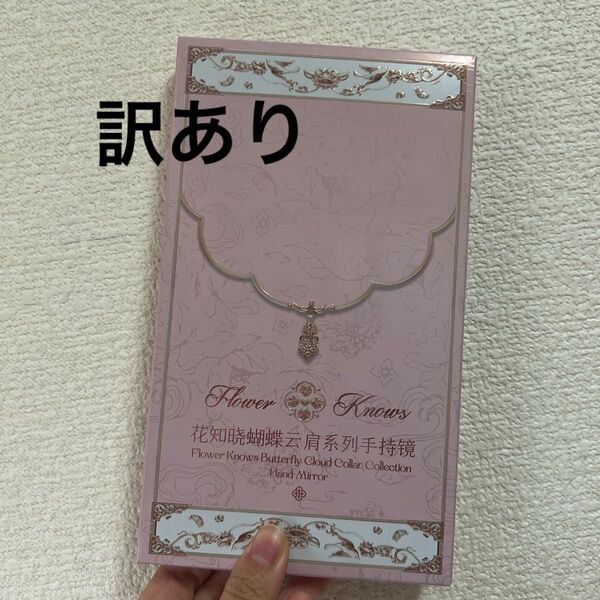 訳あり
Flower Knows
花知晓蝴蝶云肩系列手持镜
Flower Knows Butterfly Cloud Collar Collection
Hand Mirror